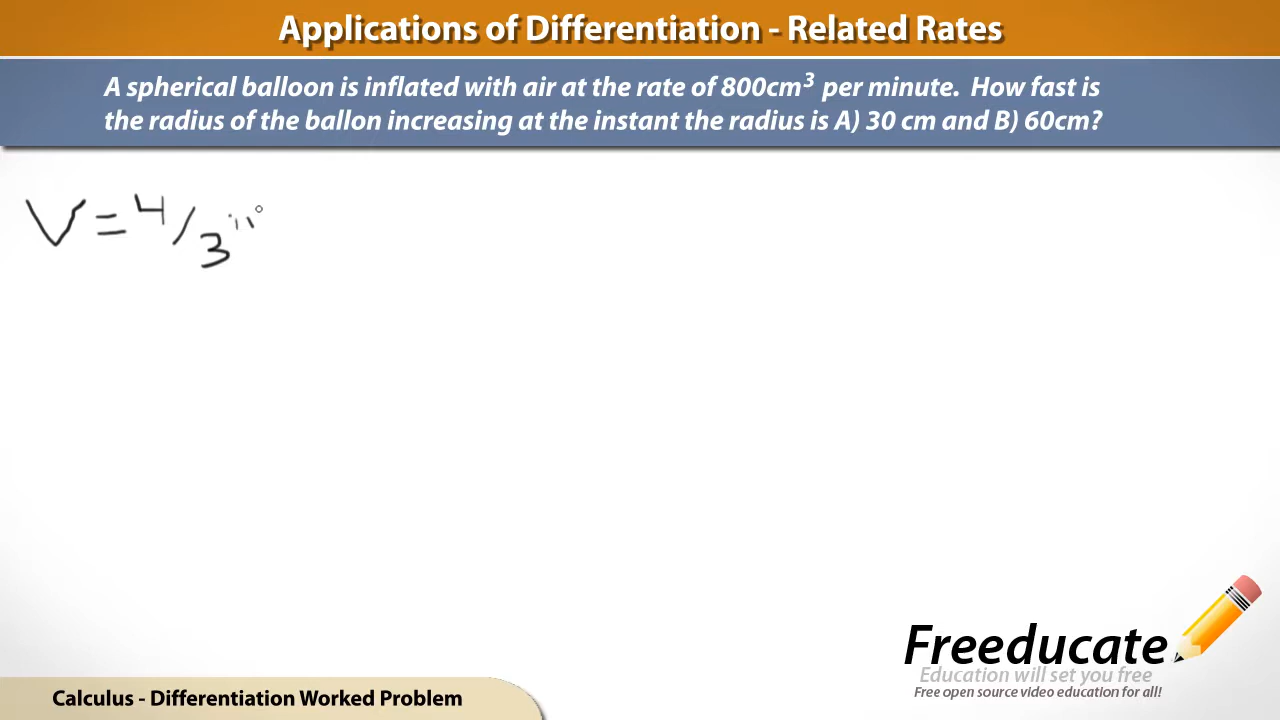 Applications of Differentiation - Related Rates
A spherical balloon is inflated with air at the rate of 800cm³ per minute. How fast is
the radius of the ballon increasing at the instant the radius is A) 30 cm and B) 60cm?
V = 4/3
Freeducate
Education will set you free
Free open source video education for all!
Calculus - Differentiation Worked Problem